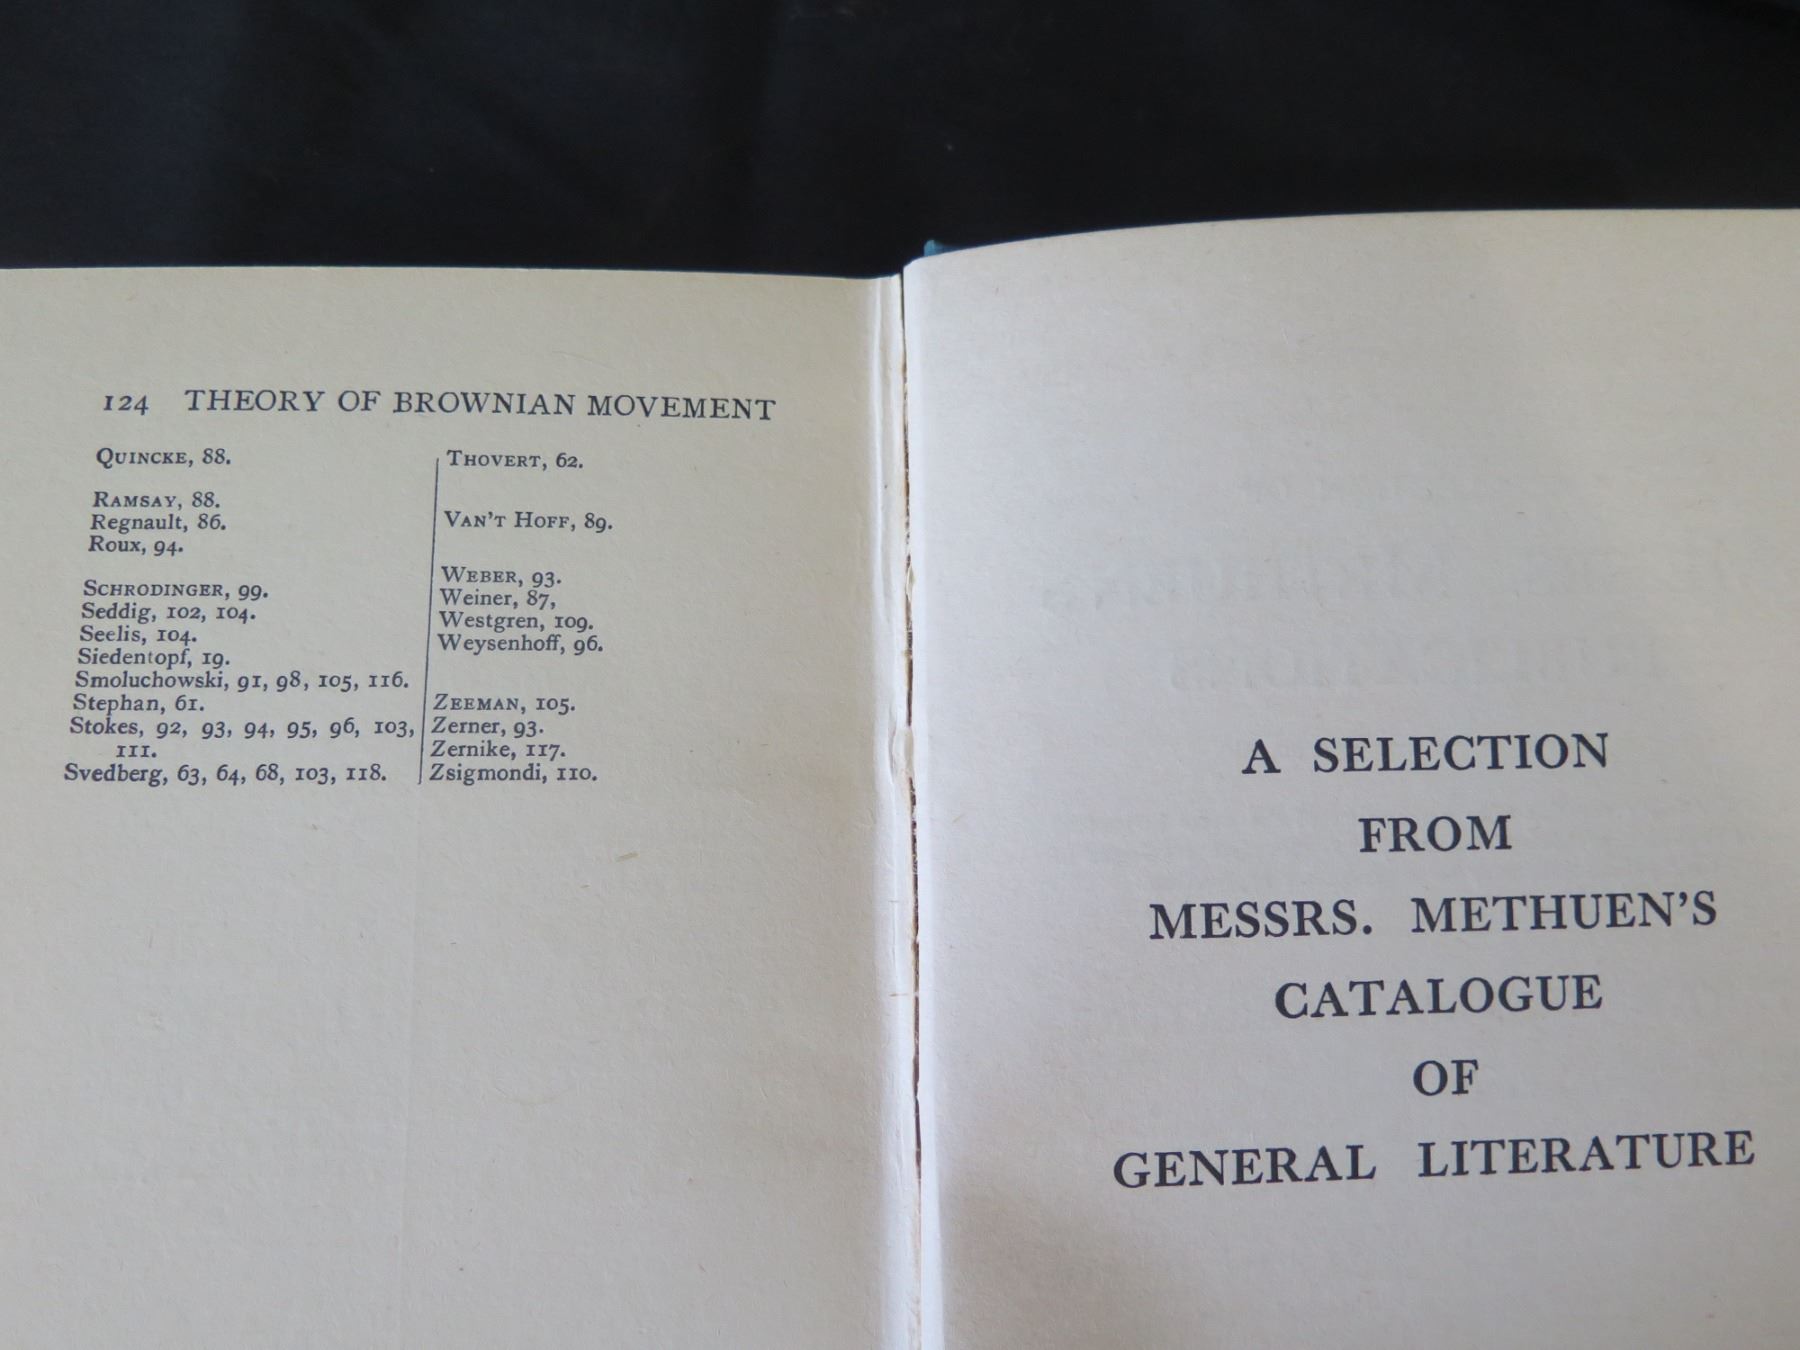 124 THEORY OF BROWNIAN MOVEMENT
QUINCKE, 88.
RAMSAY, 88.
Regnault, 86.
Roux, 94.
SCHRODINGER, 99.
Seddig, 102, 104.
Seelis, 104.
Siedentopf, 19.
Smoluchowski, 91, 98, 105, 116.
Stephan, 61.
Stokes, 92, 93, 94, 95, 96, 103,
111.
Svedberg, 63, 64, 68, 103, 118.
THOVERT, 62.
VAN'T HOFF, 89.
WEBER, 93.
Weiner, 87,
Westgren, 109.
Weysenhoff, 96.
ZEEMAN, 105.
Zerner, 93.
Zernike, 117.
Zsigmondi, 110.
A SELECTION
FROM
MESSRS. METHUEN'S
CATALOGUE
OF
GENERAL LITERATURE